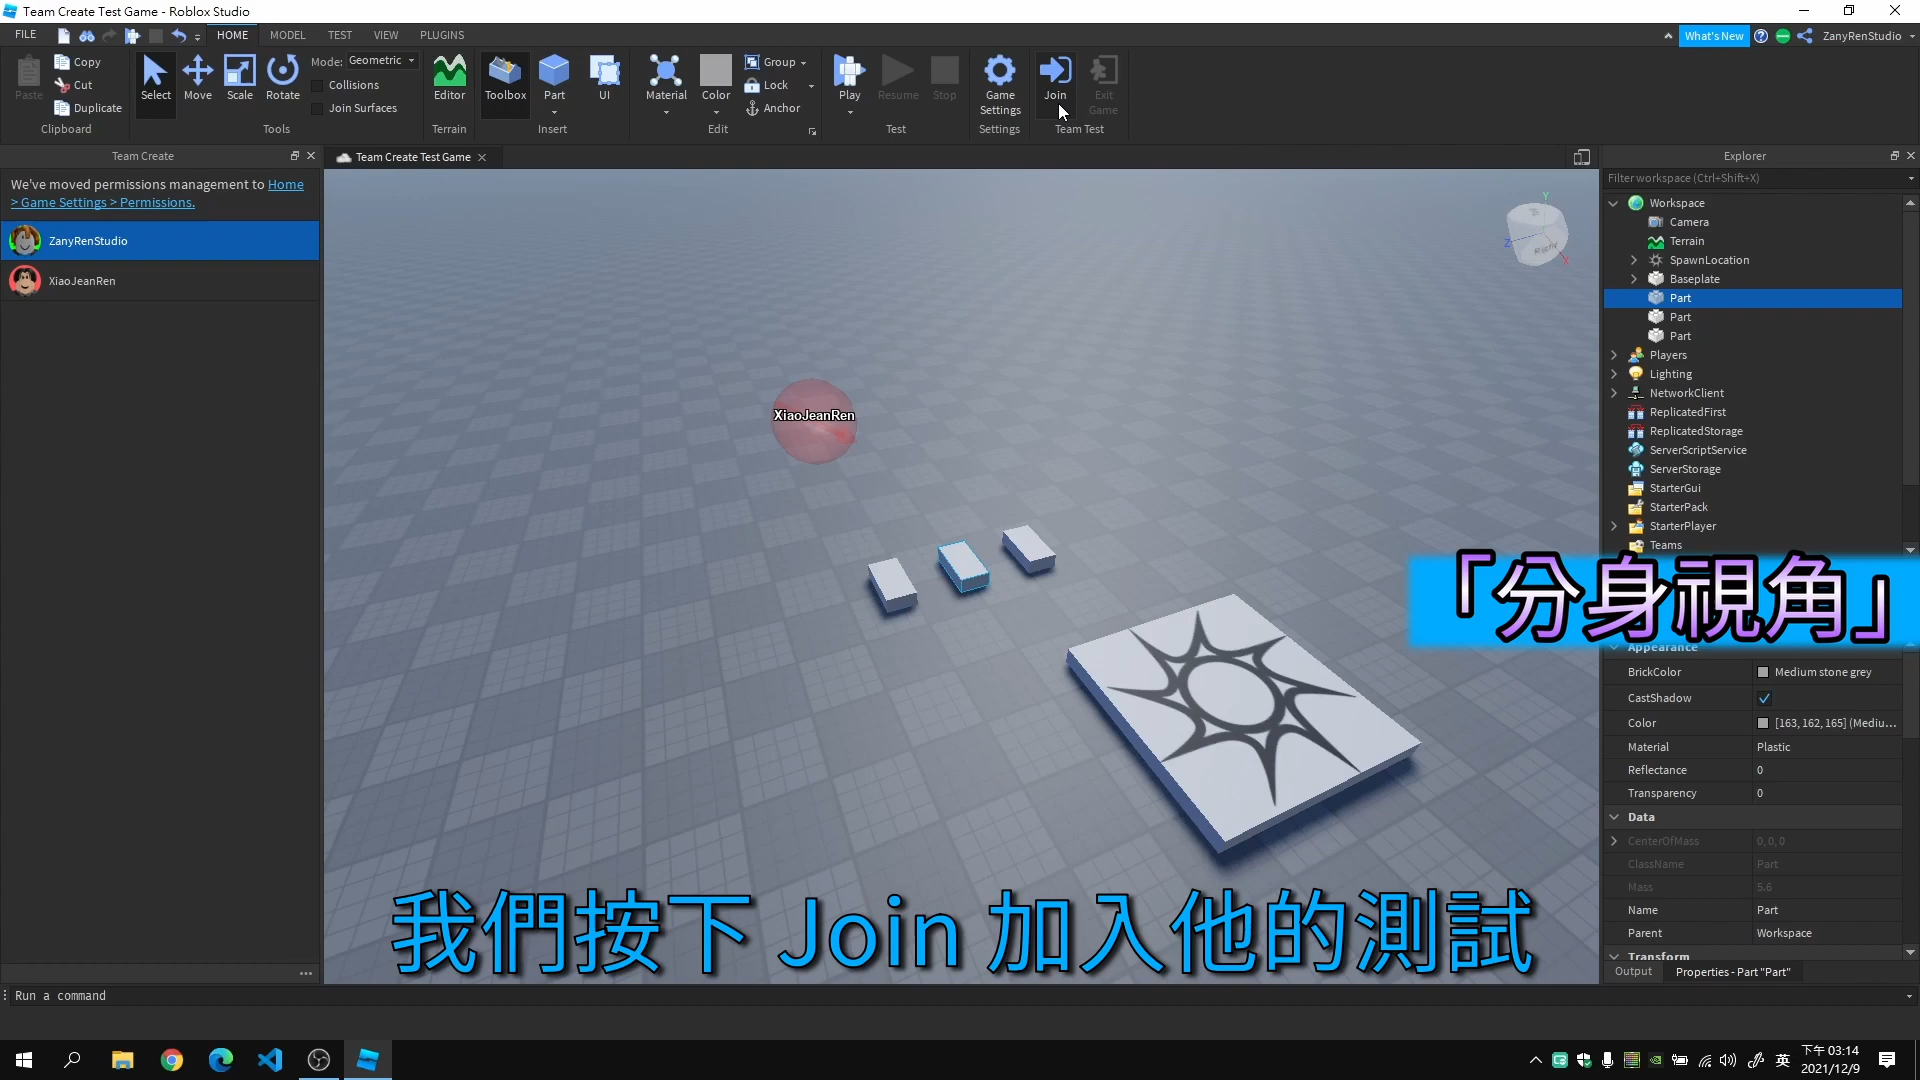 Team Create Test Game - Roblox Studio
FILE
HOME
MODEL
TEST
VIEW
PLUGINS
What's New
ZanyRenStudio
Paste
Copy
Cut
Duplicate
Clipboard
Select
Move
Scale
Rotate
Mode: Geometric
Collisions
Join Surfaces
Tools
Editor
Terrain
Toolbox
Part
UI
Insert
Material
Color
Group
Lock
Anchor
Edit
Play
Resume
Stop
Test
Game
Settings
Settings
Join
Exit
Game
Team Test
Team Create
We've moved permissions management to Home
> Game Settings > Permissions.
ZanyRenStudio
XiaoJeanRen
Team Create Test Game
XiaoJeanRen
Y
Z
X
Right
Explorer
Filter workspace (Ctrl+Shift+X)
Workspace
Camera
Terrain
SpawnLocation
Baseplate
Part
Part
Part
Players
Lighting
NetworkClient
ReplicatedFirst
ReplicatedStorage
ServerScriptService
ServerStorage
StarterGui
StarterPack
StarterPlayer
Teams
「分身視角」
Appearance
BrickColor Medium stone grey
CastShadow
Color [163, 162, 165] (Mediu...
Material Plastic
Reflectance 0
Transparency 0
Data
CenterOfMass 0, 0, 0
ClassName Part
Mass 5.6
Name Part
Parent Workspace
Transform
Output
Properties - Part "Part"
我們按下 Join 加入他的測試
Run a command
英
下午 03:14
2021/12/9